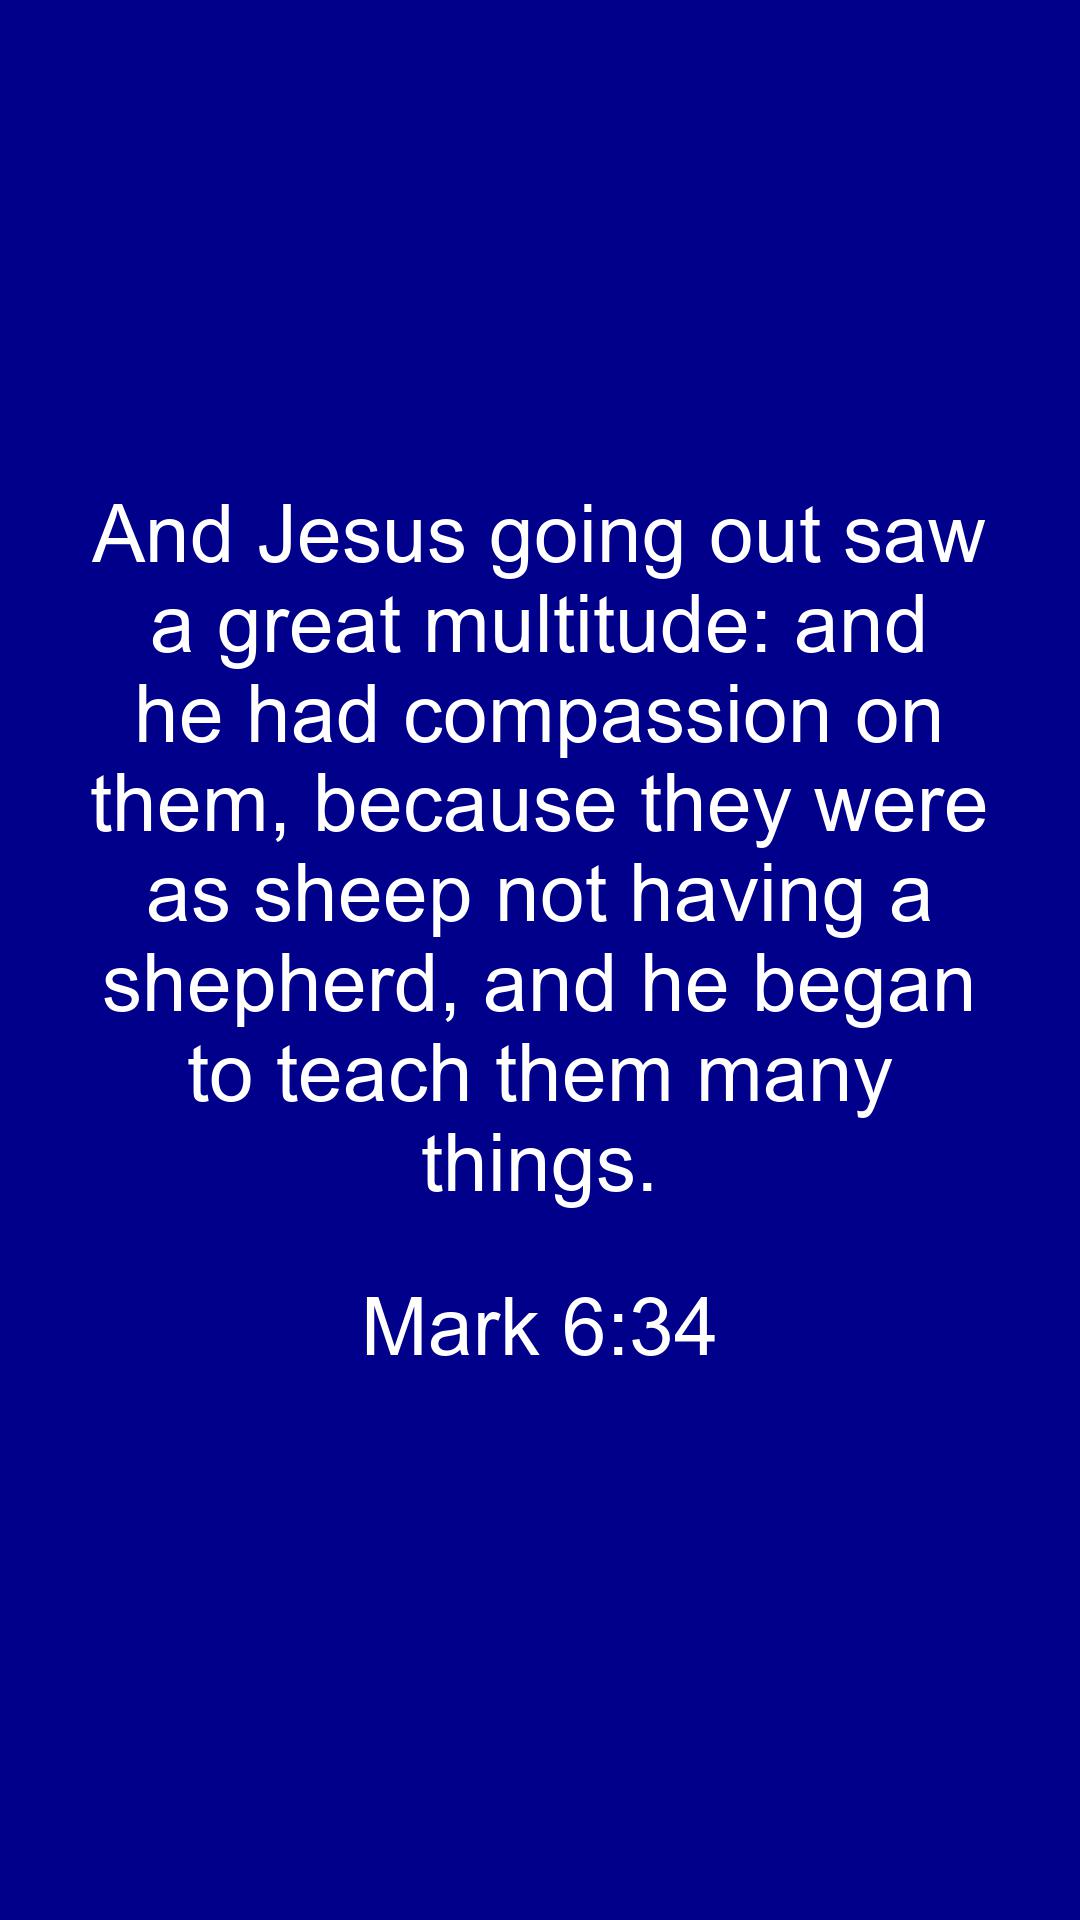 And Jesus going out saw
a great multitude: and
he had compassion on
them, because they were
as sheep not having a
shepherd, and he began
to teach them many
things.
Mark 6:34